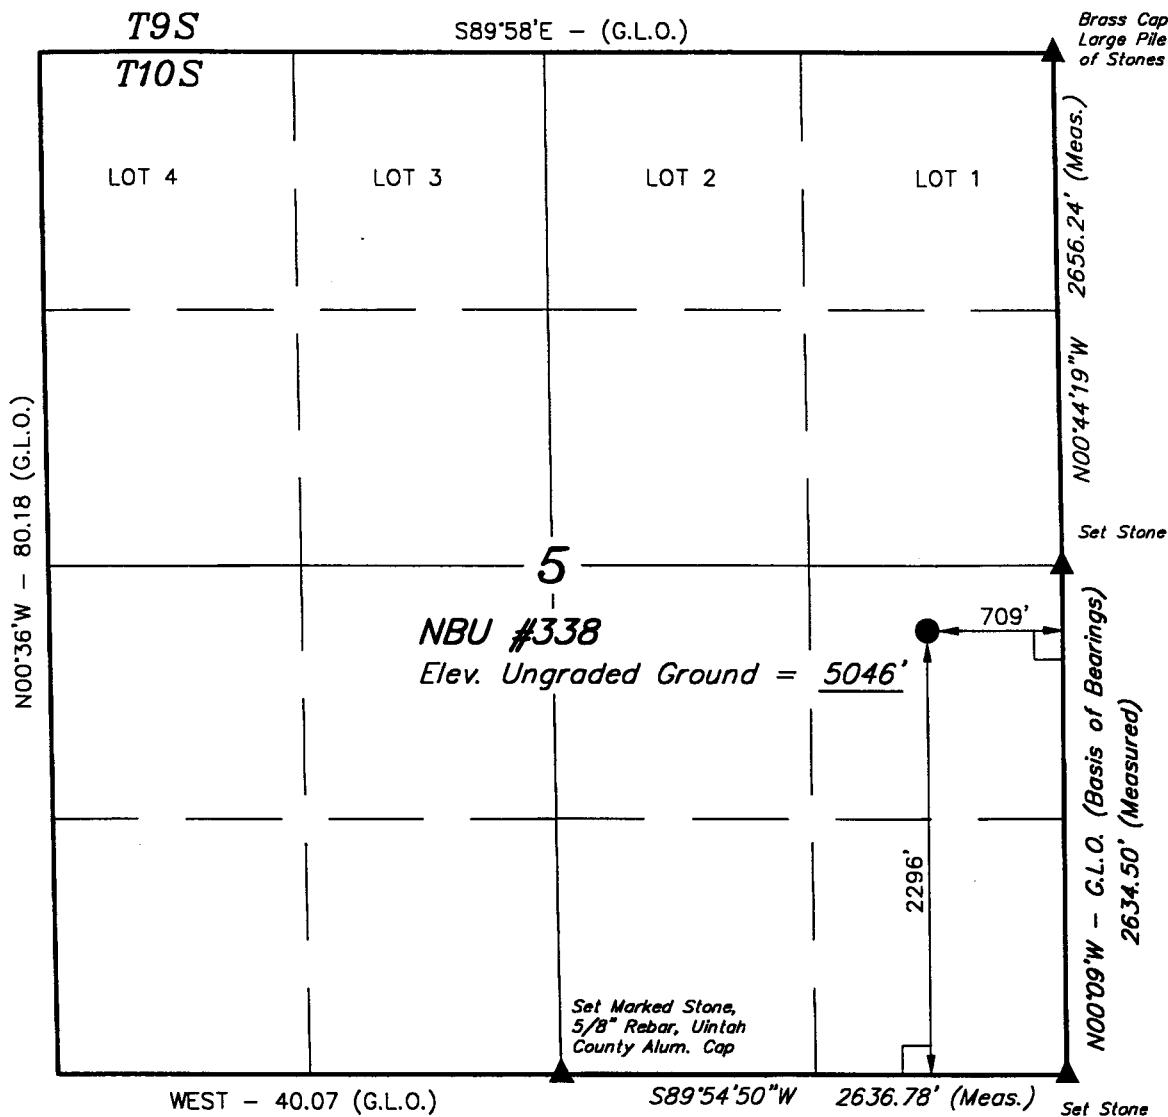 T9S
T10S
S89°58'E - (G.L.O.)
Brass Cap
Large Pile
of Stones
LOT 4
LOT 3
LOT 2
LOT 1
2656.24' (Meas.)
N00°44'19"W
N00°36'W - 80.18 (G.L.O.)
Set Stone
5
NBU #338
Elev. Ungraded Ground = 5046'
709'
2296'
N00°09'W - G.L.O. (Basis of Bearings)
2634.50' (Measured)
Set Marked Stone,
5/8" Rebar, Uintah
County Alum. Cap
WEST - 40.07 (G.L.O.)
S89°54'50"W
2636.78' (Meas.)
Set Stone